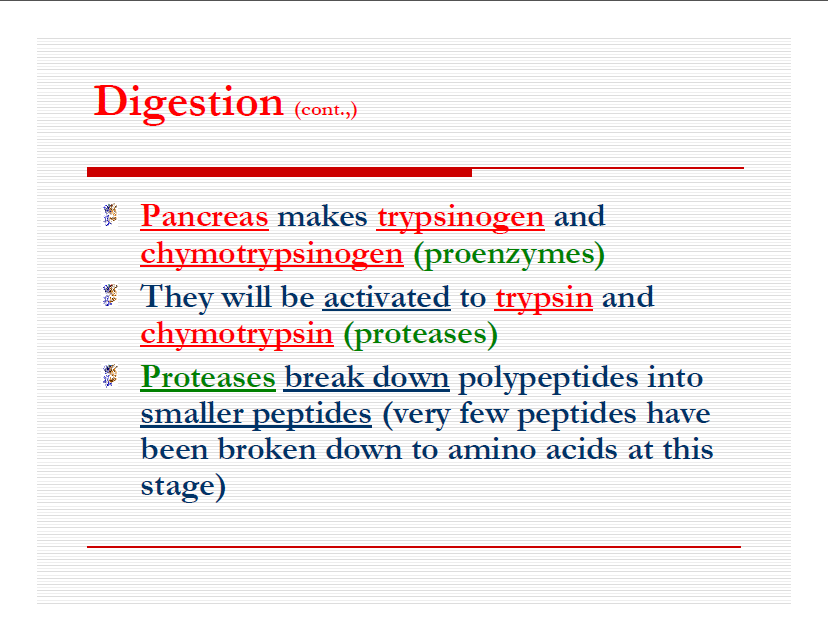 Digestion (cont.,)
Pancreas makes trypsinogen and
chymotrypsinogen (proenzymes)
They will be activated to trypsin and
chymotrypsin (proteases)
Proteases break down polypeptides into
smaller peptides (very few peptides have
been broken down to amino acids at this
stage)